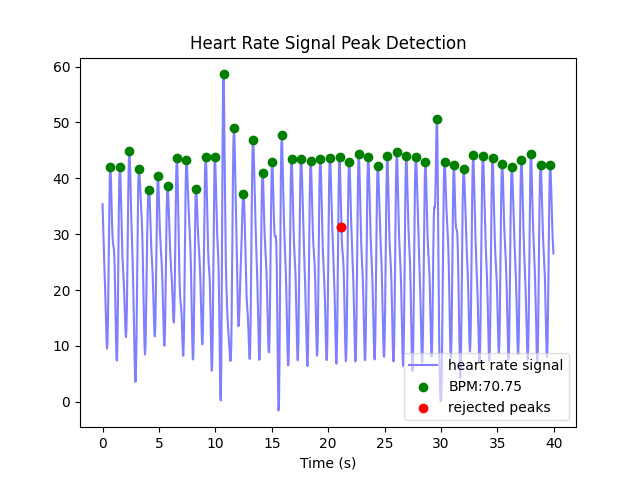 Heart Rate Signal Peak Detection
60
50
40
30
20
10
0
heart rate signal
BPM:70.75
rejected peaks
0 5 10 15 20 25 30 35 40
Time (s)